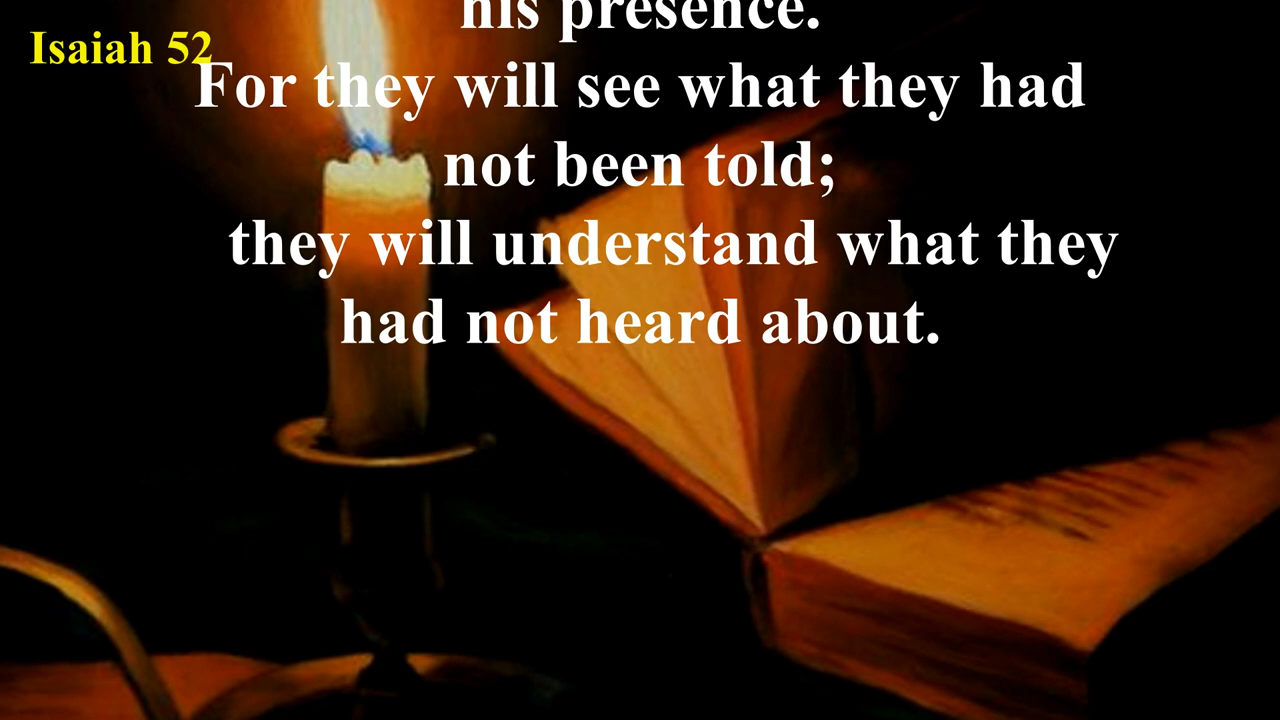 his presence.
Isaiah 52
For they will see what they had
not been told;
they will understand what they
had not heard about.